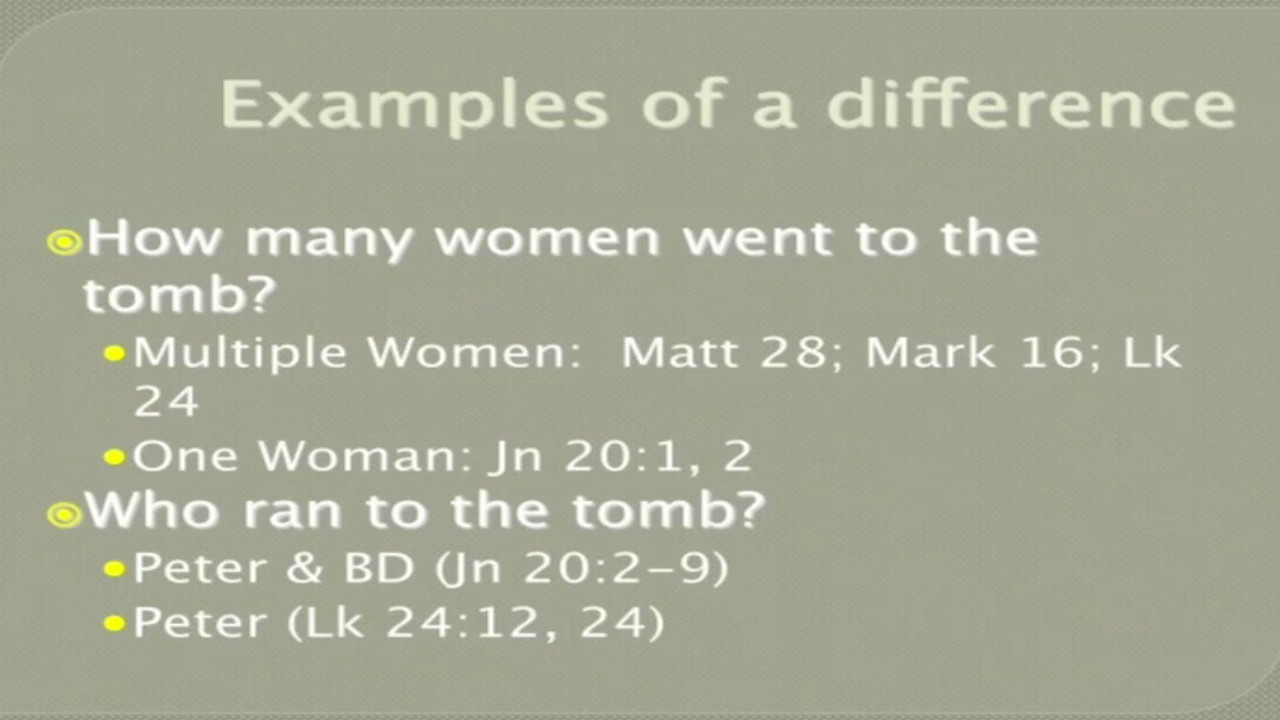 Examples of a difference
How many women went to the
tomb?
Multiple Women: Matt 28; Mark 16; Lk
24
One Woman: Jn 20:1, 2
Who ran to the tomb?
Peter & BD (Jn 20:2–9)
Peter (Lk 24:12, 24)